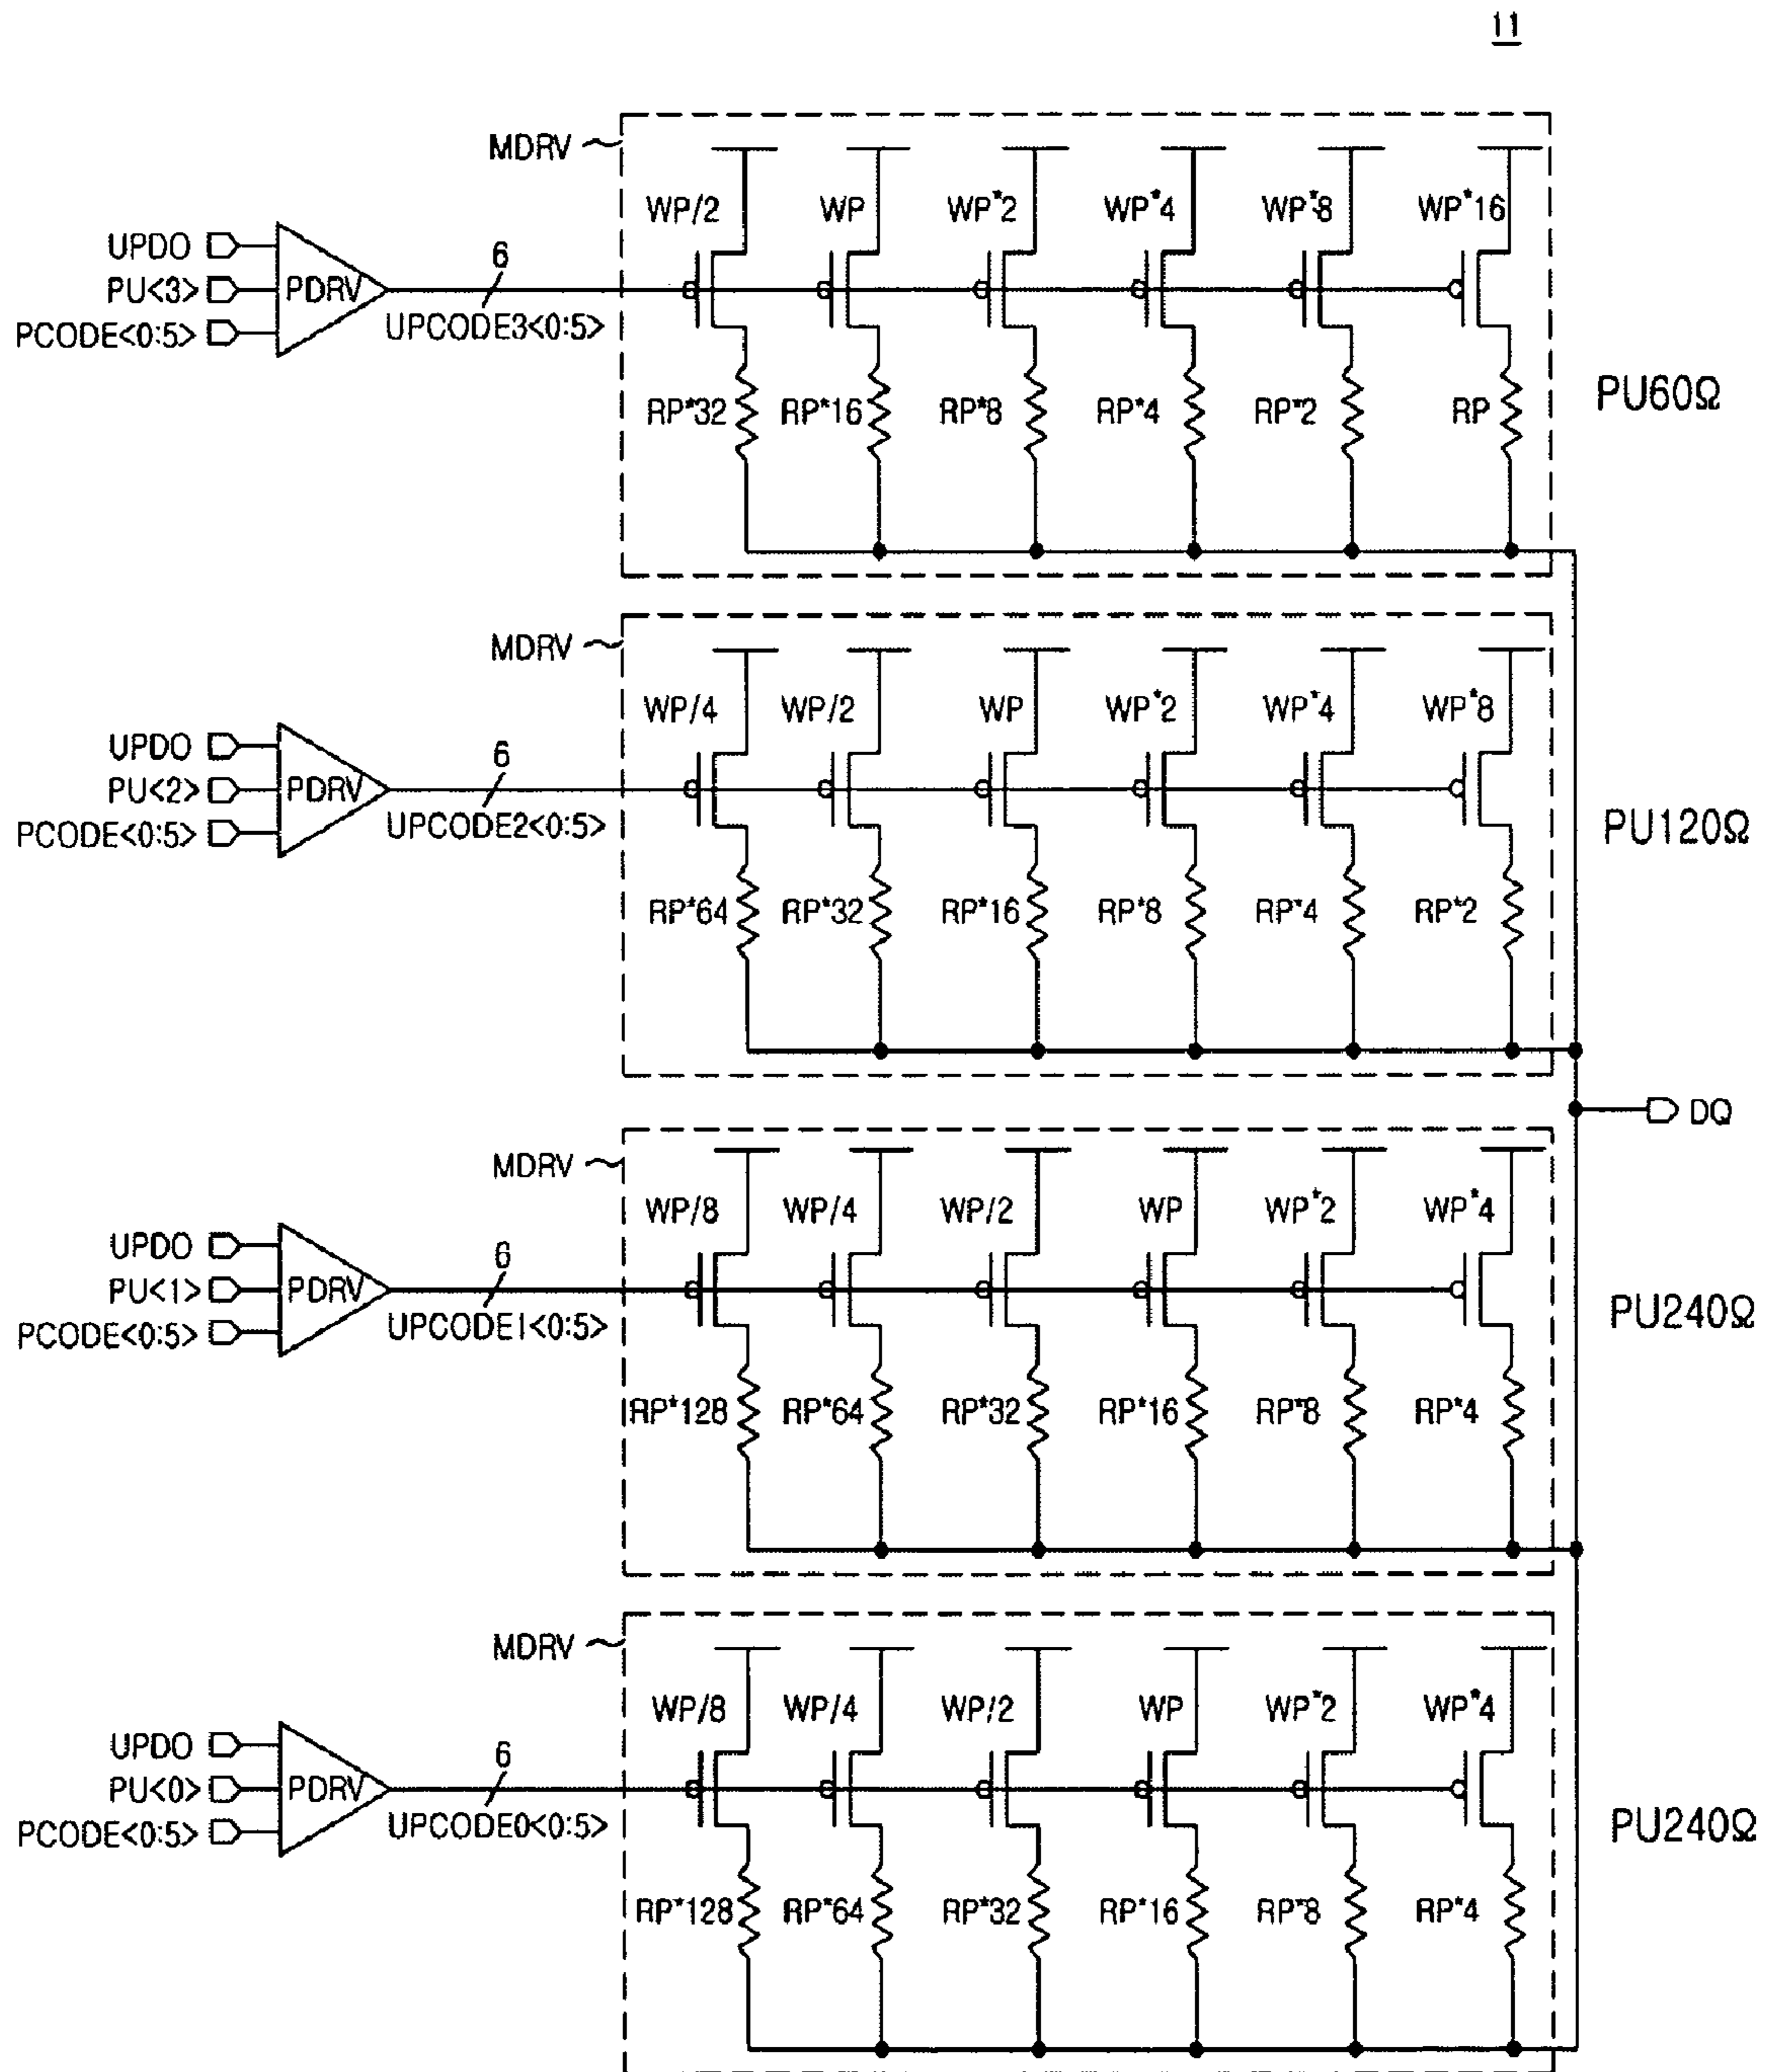 11
MDRV
WP/2 WP WP*2 WP*4 WP*8 WP*16
UPDO
PU<3>
PCODE<0:5>
PDRV
6
UPCODE3<0:5>
RP*32 RP*16 RP*8 RP*4 RP*2 RP
PU60Ω
MDRV
WP/4 WP/2 WP WP*2 WP*4 WP*8
UPDO
PU<2>
PCODE<0:5>
PDRV
6
UPCODE2<0:5>
RP*64 RP*32 RP*16 RP*8 RP*4 RP*2
PU120Ω
DQ
MDRV
WP/8 WP/4 WP/2 WP WP*2 WP*4
UPDO
PU<1>
PCODE<0:5>
PDRV
6
UPCODE1<0:5>
RP*128 RP*64 RP*32 RP*16 RP*8 RP*4
PU240Ω
MDRV
WP/8 WP/4 WP/2 WP WP*2 WP*4
UPDO
PU<0>
PCODE<0:5>
PDRV
6
UPCODE0<0:5>
RP*128 RP*64 RP*32 RP*16 RP*8 RP*4
PU240Ω